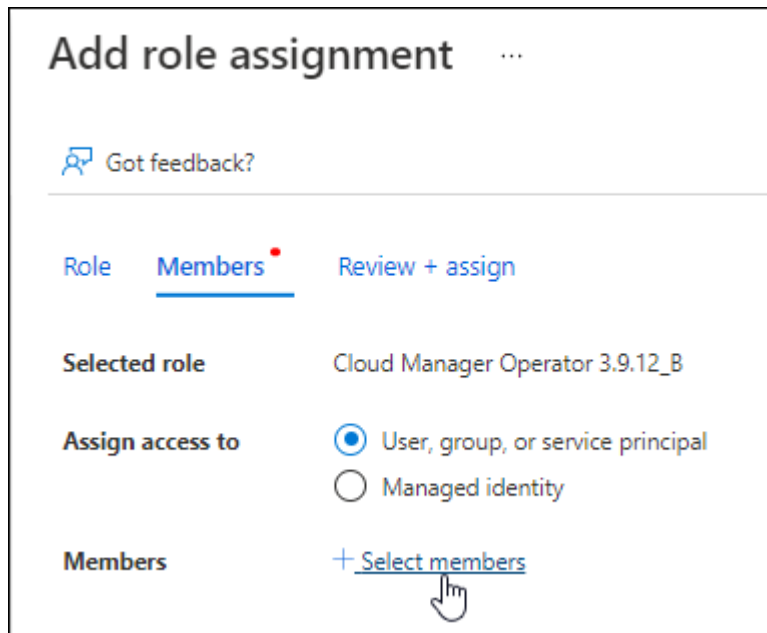 Add role assignment ...
Got feedback?
Role Members Review + assign
Selected role Cloud Manager Operator 3.9.12_B
Assign access to User, group, or service principal
Managed identity
Members + Select members